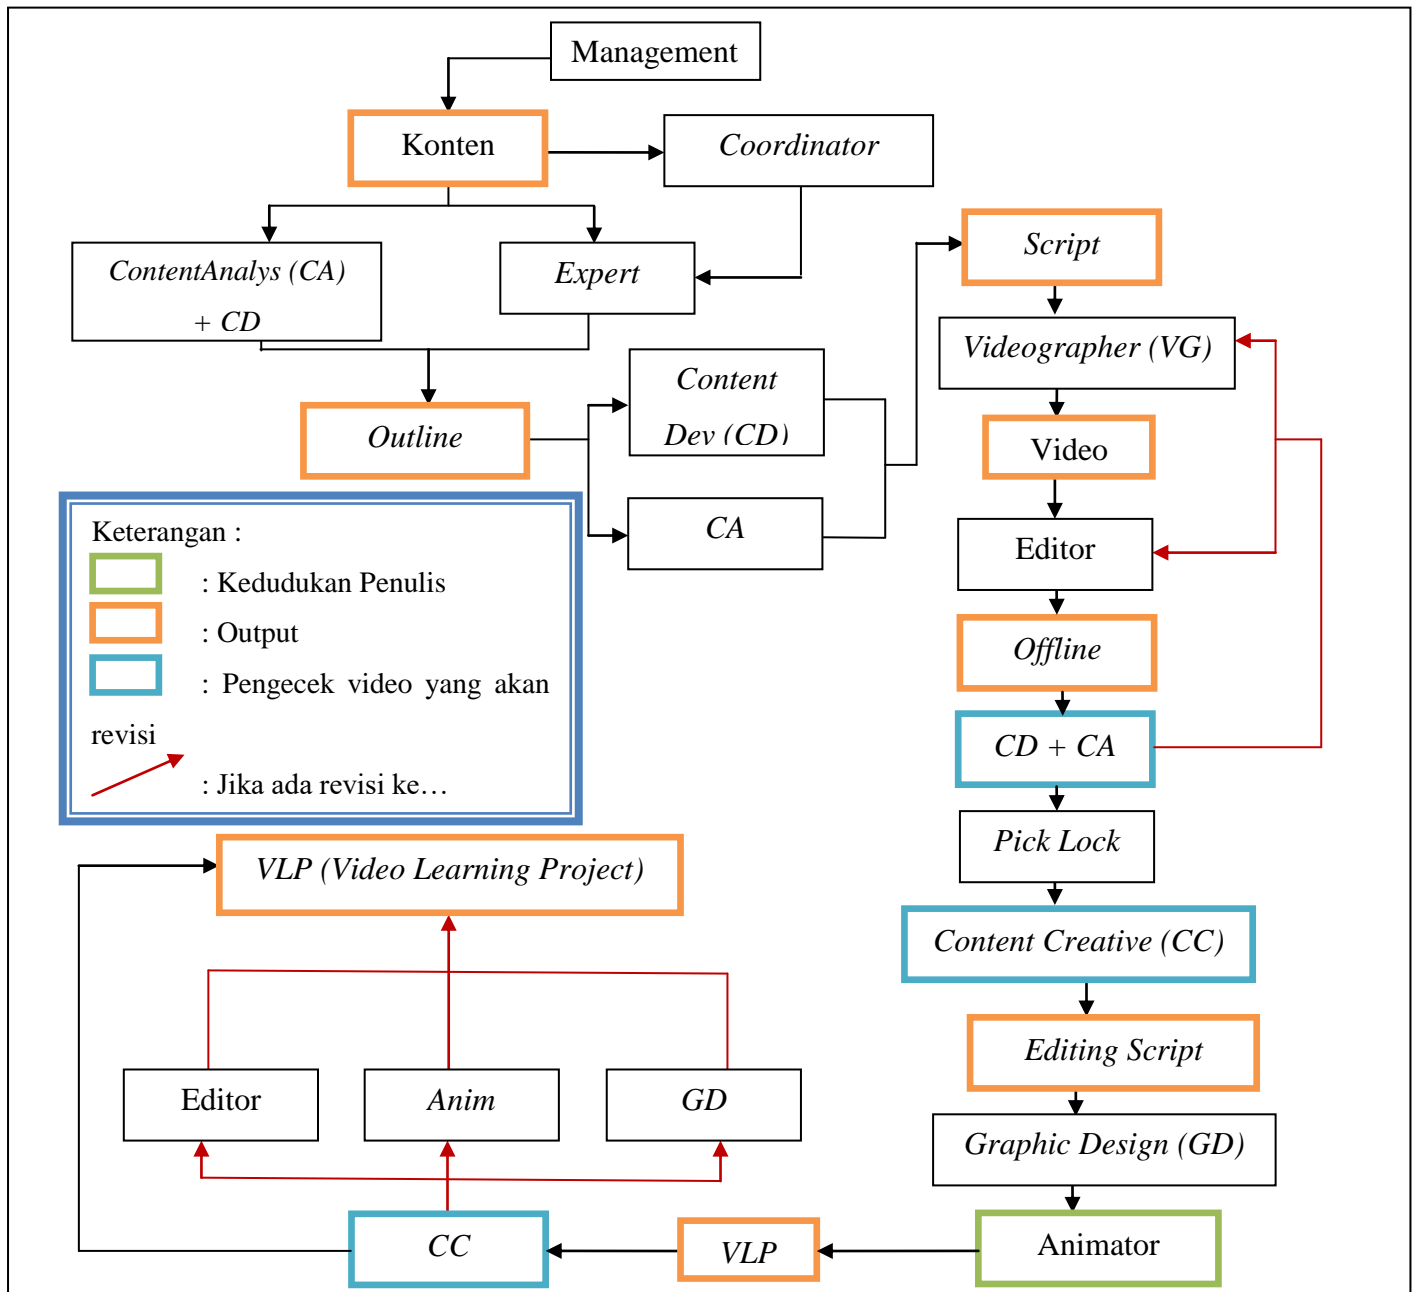 Management
Konten
Coordinator
ContentAnalys (CA)
+ CD
Expert
Script
Videographer (VG)
Content
Dev (CD)
Outline
Video
CA
Editor
Keterangan :
: Kedudukan Penulis
: Output
: Pengecek video yang akan
revisi
: Jika ada revisi ke…
Offline
CD + CA
Pick Lock
VLP (Video Learning Project)
Content Creative (CC)
Editing Script
Editor
Anim
GD
Graphic Design (GD)
CC
VLP
Animator